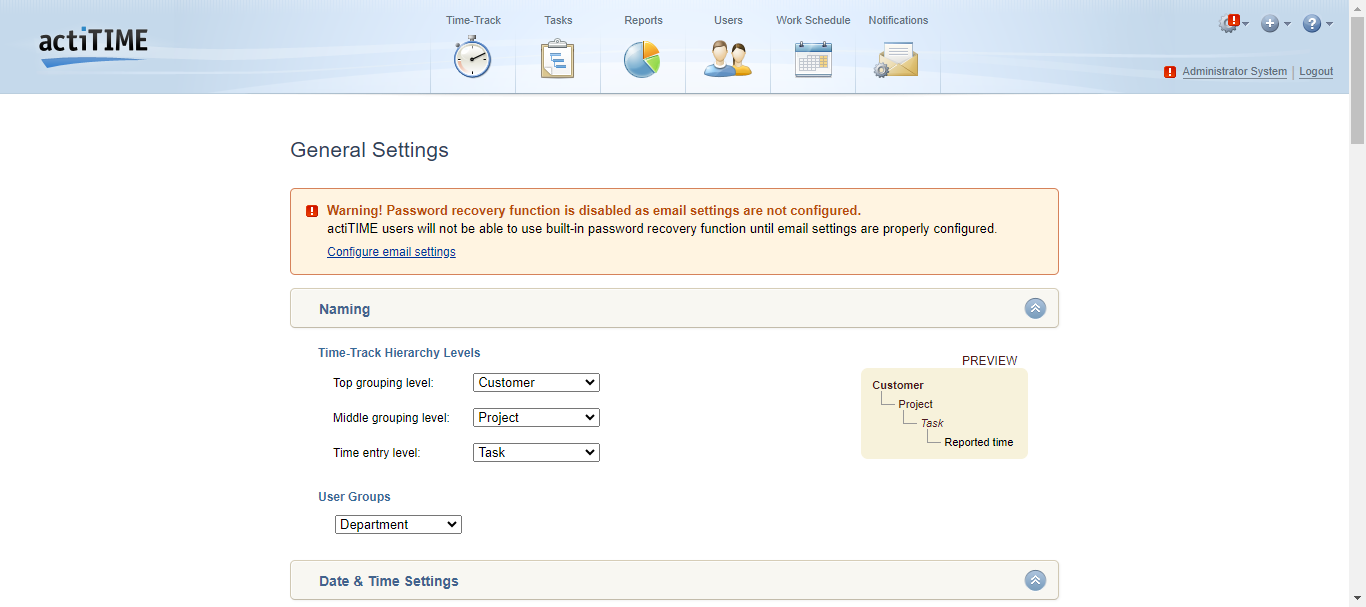 actiTIME
Time-Track
Tasks
Reports
Users
Work Schedule
Notifications
Administrator System | Logout
General Settings
Warning! Password recovery function is disabled as email settings are not configured.
actiTIME users will not be able to use built-in password recovery function until email settings are properly configured.
Configure email settings
Naming
Time-Track Hierarchy Levels
Top grouping level: Customer
Middle grouping level: Project
Time entry level: Task
PREVIEW
Customer
Project
Task
Reported time
User Groups
Department
Date & Time Settings